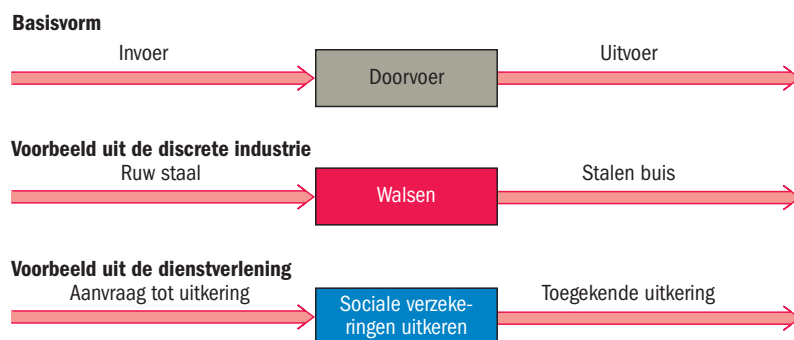 Basisvorm
Invoer
Doorvoer
Uitvoer
Voorbeeld uit de discrete industrie
Ruw staal
Walsen
Stalen buis
Voorbeeld uit de dienstverlening
Aanvraag tot uitkering
Sociale verzeke-
ringen uitkeren
Toegekende uitkering